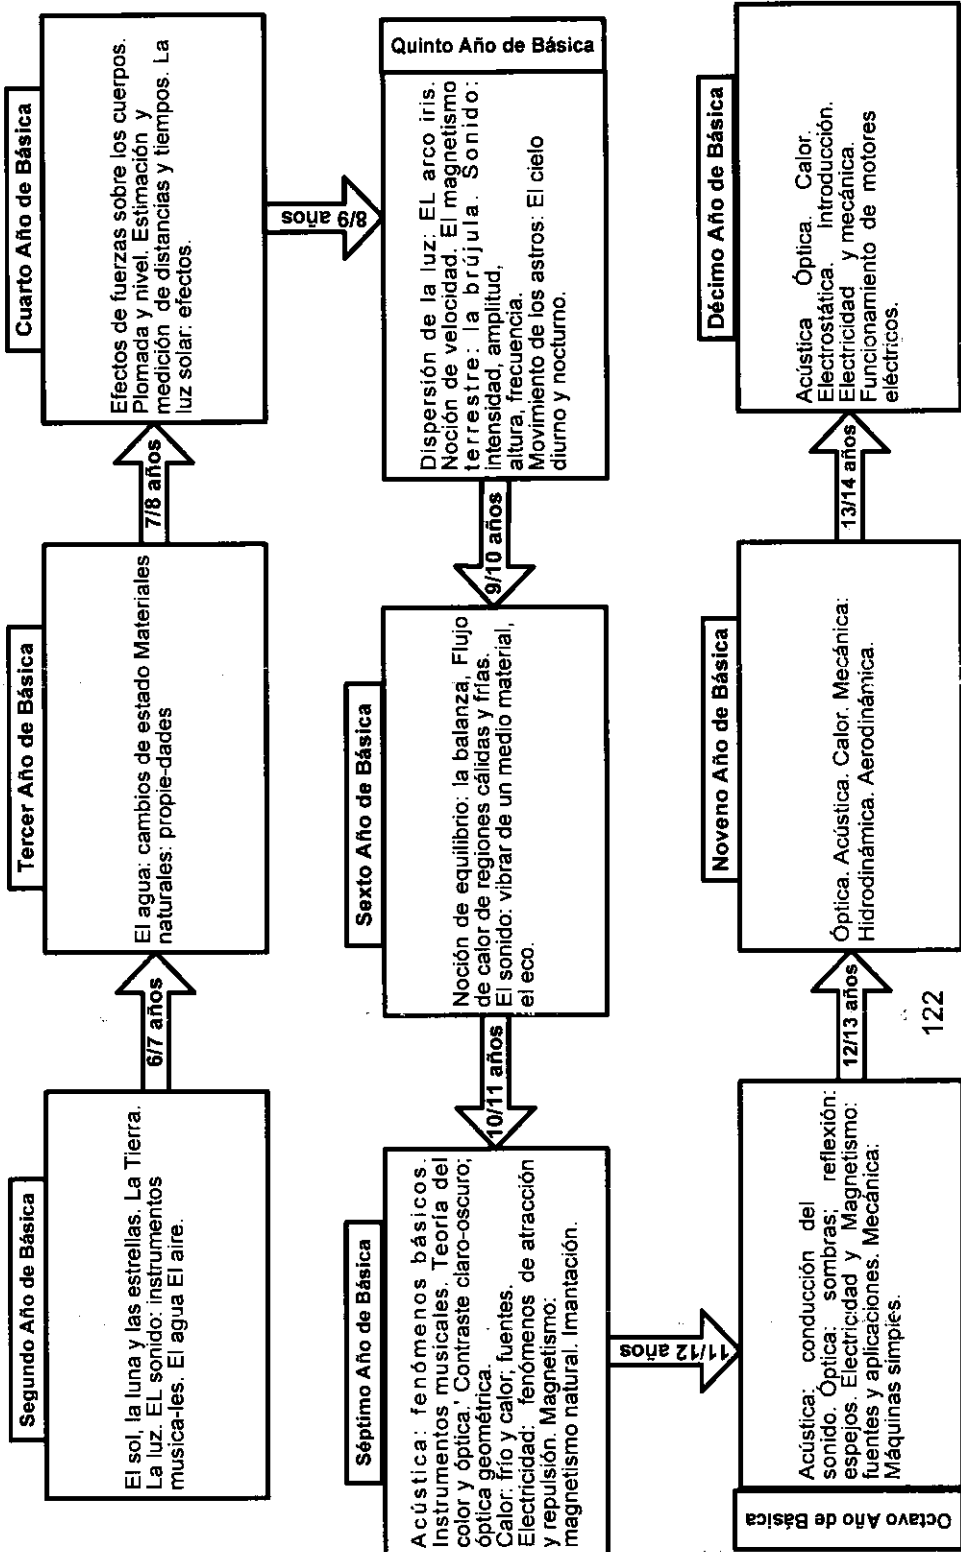 Segundo Año de Básica
El sol, la luna y las estrellas. La Tierra.
La luz. EL sonido: instrumentos
musica-les. El agua El aire.
6/7 años
Tercer Año de Básica
El agua: cambios de estado Materiales
naturales: propie-dades
7/8 años
Cuarto Año de Básica
Efectos de fuerzas sobre los cuerpos.
Plomada y nivel. Estimación y
medición de distancias y tiempos. La
luz solar: efectos.
8/9 años
Quinto Año de Básica
Dispersión de la luz: EL arco iris.
Noción de velocidad. El magnetismo
terrestre: la brújula. Sonido:
intensidad, amplitud,
altura, frecuencia.
Movimiento de los astros: El cielo
diurno y nocturno.
9/10 años
Sexto Año de Básica
Noción de equilibrio: la balanza, Flujo
de calor de regiones cálidas y frías.
El sonido: vibrar de un medio material,
el eco.
10/11 años
Séptimo Año de Básica
Acústica: fenómenos básicos.
Instrumentos musicales. Teoría del
color y óptica.' Contraste claro-oscuro;
óptica geométrica.
Calor: frío y calor; fuentes.
Electricidad: fenómenos de atracción
y repulsión. Magnetismo:
magnetismo natural. Imantación.
11/12 años
Octavo Año de Básica
Acústica: conducción del
sonido. Óptica: sombras; reflexión:
espejos. Electricidad y Magnetismo:
fuentes y aplicaciones. Mecánica:
Máquinas simples.
12/13 años
Noveno Año de Básica
Óptica. Acústica. Calor. Mecánica:
Hidrodinámica. Aerodinámica.
13/14 años
Décimo Año de Básica
Acústica Óptica. Calor.
Electrostática. Introducción.
Electricidad y mecánica.
Funcionamiento de motores
eléctricos.
122